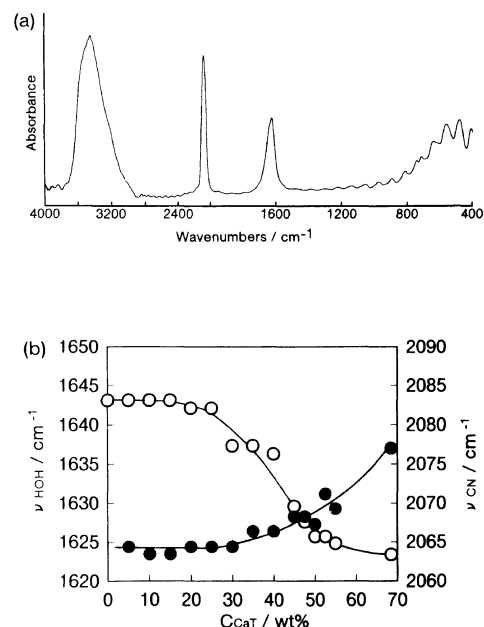 (a)
Absorbance
4000 3200 2400 1600 1200 800 400
Wavenumbers / cm⁻¹
(b)
1650 2090
1645 2085
1640 2080
1635 2075
1630 2070
1625 2065
1620 2060
ν HOH / cm⁻¹
ν CN / cm⁻¹
0 10 20 30 40 50 60 70
CCaT / wt%